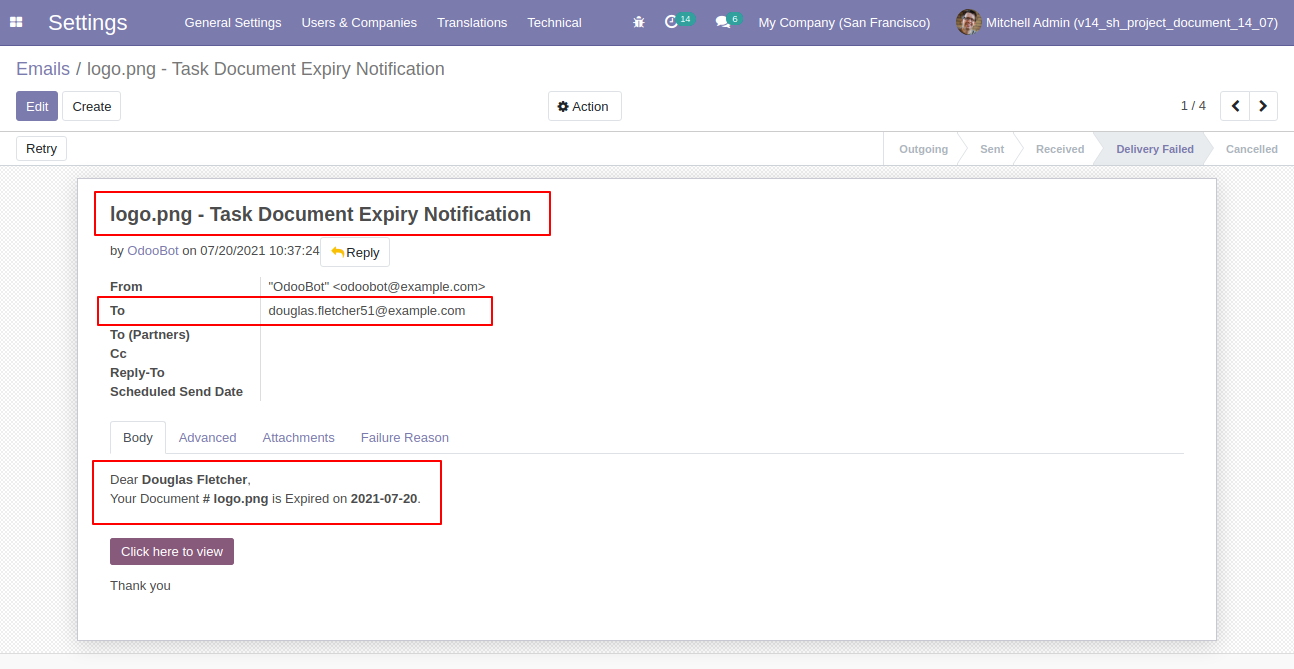 Settings General Settings Users & Companies Translations Technical 14 6 My Company (San Francisco) Mitchell Admin (v14_sh_project_document_14_07)
Emails / logo.png - Task Document Expiry Notification
Edit Create Action 1 / 4
Retry Outgoing Sent Received Delivery Failed Cancelled
logo.png - Task Document Expiry Notification
by OdooBot on 07/20/2021 10:37:24 Reply
From "OdooBot" <odoobot@example.com>
To douglas.fletcher51@example.com
To (Partners)
Cc
Reply-To
Scheduled Send Date
Body Advanced Attachments Failure Reason
Dear Douglas Fletcher,
Your Document # logo.png is Expired on 2021-07-20.
Click here to view
Thank you